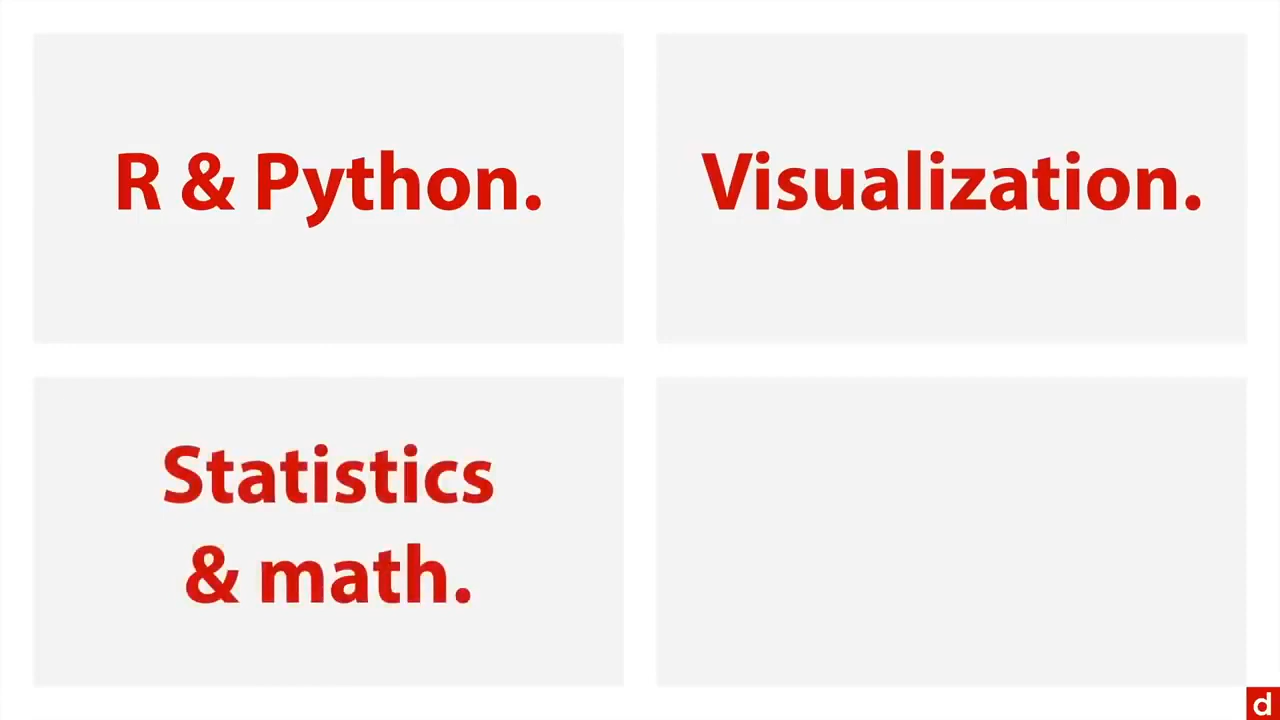 R & Python.
Visualization.
Statistics
& math.
d